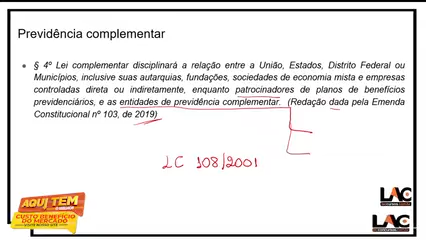 Previdência complementar
• § 4º Lei complementar disciplinará a relação entre a União, Estados, Distrito Federal ou
Municípios, inclusive suas autarquias, fundações, sociedades de economia mista e empresas
controladas direta ou indiretamente, enquanto patrocinadores de planos de benefícios
previdenciários, e as entidades de previdência complementar. (Redação dada pela Emenda
Constitucional nº 103, de 2019)
LC 108/2001
AQUI TEM
CUSTO BENEFÍCIO
DO MERCADO
LAC
LAC